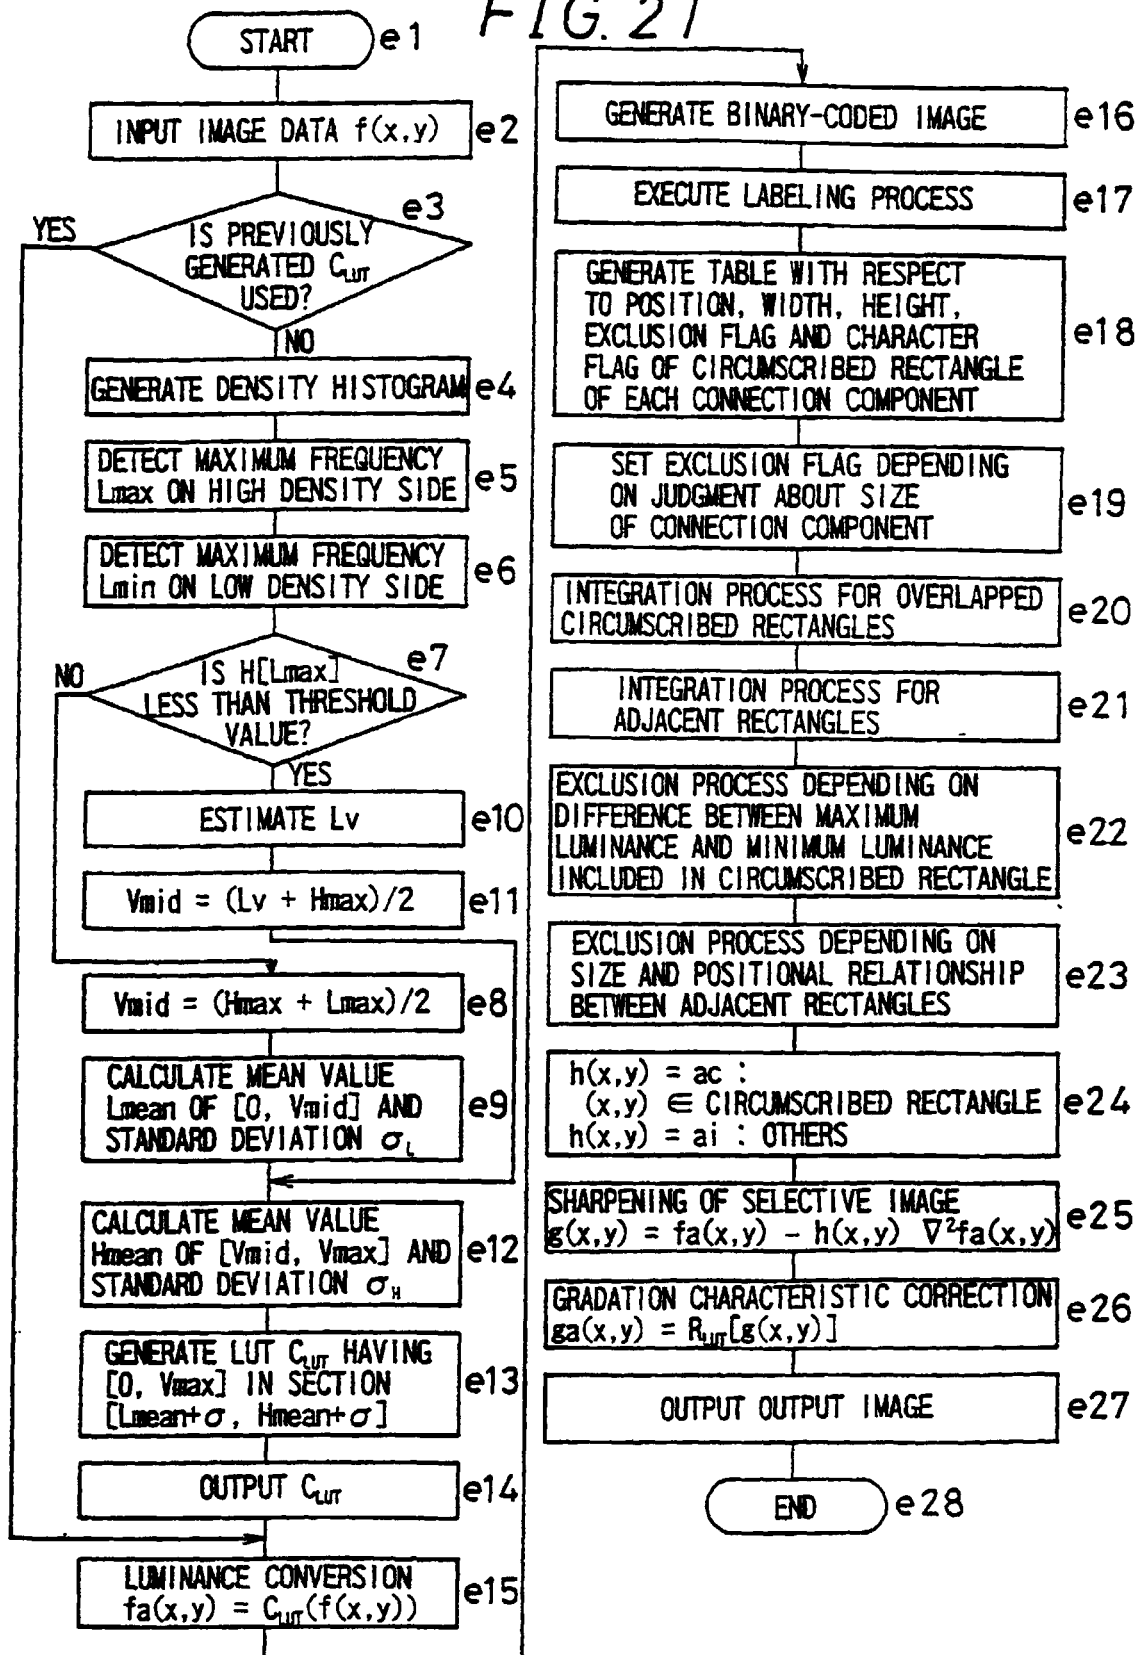 FIG. 21
START e1
INPUT IMAGE DATA f(x,y) e2
e3
YES
IS PREVIOUSLY
GENERATED C_LUT
USED?
NO
GENERATE DENSITY HISTOGRAM e4
DETECT MAXIMUM FREQUENCY
Lmax ON HIGH DENSITY SIDE e5
DETECT MAXIMUM FREQUENCY
Lmin ON LOW DENSITY SIDE e6
e7
NO
IS H[Lmax]
LESS THAN THRESHOLD
VALUE?
YES
ESTIMATE Lv e10
Vmid = (Lv + Hmax)/2 e11
Vmid = (Hmax + Lmax)/2 e8
CALCULATE MEAN VALUE
Lmean OF [0, Vmid] AND e9
STANDARD DEVIATION σ_L
CALCULATE MEAN VALUE
Hmean OF [Vmid, Vmax] AND e12
STANDARD DEVIATION σ_H
GENERATE LUT C_LUT HAVING
[0, Vmax] IN SECTION e13
[Lmean+σ, Hmean+σ]
OUTPUT C_LUT e14
LUMINANCE CONVERSION
fa(x,y) = C_LUT(f(x,y)) e15
GENERATE BINARY-CODED IMAGE e16
EXECUTE LABELING PROCESS e17
GENERATE TABLE WITH RESPECT
TO POSITION, WIDTH, HEIGHT,
EXCLUSION FLAG AND CHARACTER e18
FLAG OF CIRCUMSCRIBED RECTANGLE
OF EACH CONNECTION COMPONENT
SET EXCLUSION FLAG DEPENDING
ON JUDGMENT ABOUT SIZE e19
OF CONNECTION COMPONENT
INTEGRATION PROCESS FOR OVERLAPPED
CIRCUMSCRIBED RECTANGLES e20
INTEGRATION PROCESS FOR
ADJACENT RECTANGLES e21
EXCLUSION PROCESS DEPENDING ON
DIFFERENCE BETWEEN MAXIMUM
LUMINANCE AND MINIMUM LUMINANCE e22
INCLUDED IN CIRCUMSCRIBED RECTANGLE
EXCLUSION PROCESS DEPENDING ON
SIZE AND POSITIONAL RELATIONSHIP e23
BETWEEN ADJACENT RECTANGLES
h(x,y) = ac :
(x,y) ∈ CIRCUMSCRIBED RECTANGLE e24
h(x,y) = ai : OTHERS
SHARPENING OF SELECTIVE IMAGE
g(x,y) = fa(x,y) − h(x,y) ∇²fa(x,y) e25
GRADATION CHARACTERISTIC CORRECTION
ga(x,y) = R_LUT[g(x,y)] e26
OUTPUT OUTPUT IMAGE e27
END e28